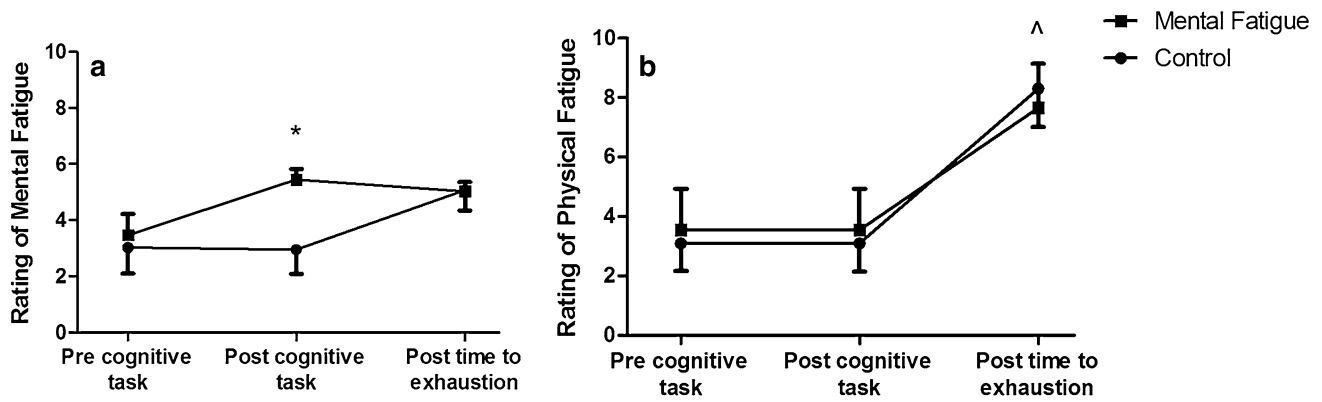 a
Rating of Mental Fatigue
10
8
6
4
2
0
*
Pre cognitive
task
Post cognitive
task
Post time to
exhaustion
b
Rating of Physical Fatigue
10
8
6
4
2
0
^
Pre cognitive
task
Post cognitive
task
Post time to
exhaustion
Mental Fatigue
Control